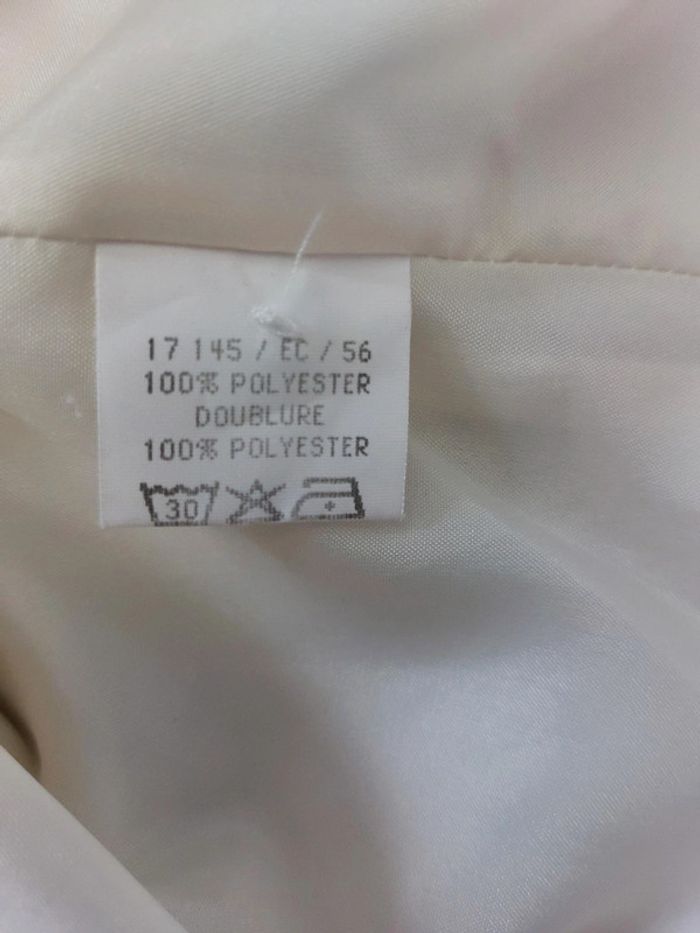 17 145 / EC / 56
100% POLYESTER
DOUBLURE
100% POLYESTER
30